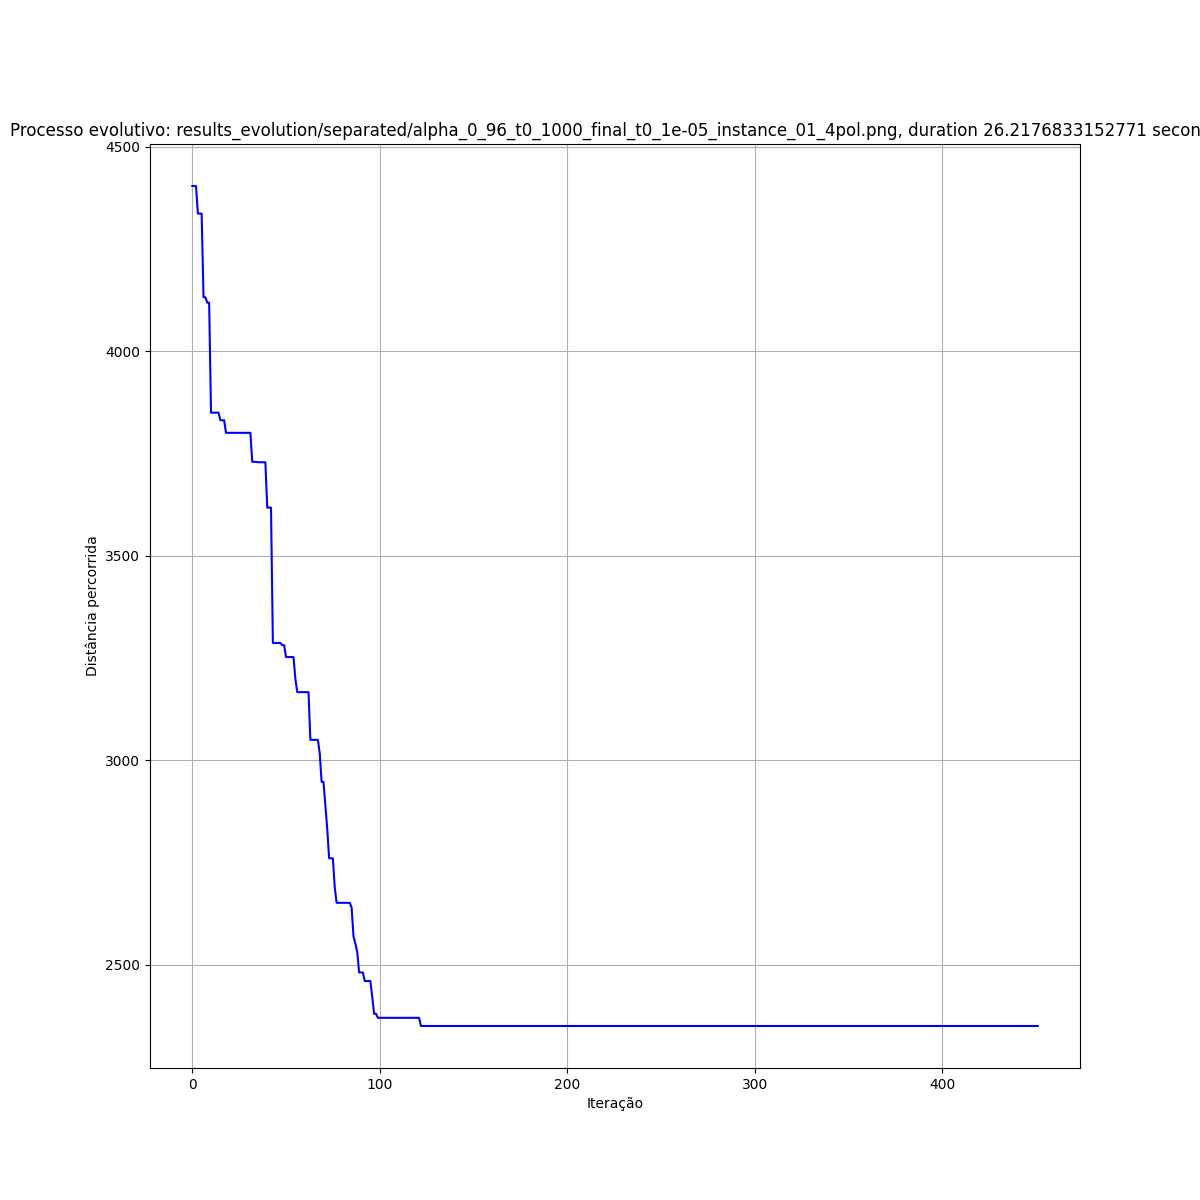 Processo evolutivo: results_evolution/separated/alpha_0_96_t0_1000_final_t0_1e-05_instance_01_4pol.png, duration 26.2176833152771 secon
4500
4000
3500
3000
2500
Distância percorrida
0 100 200 300 400
Iteração